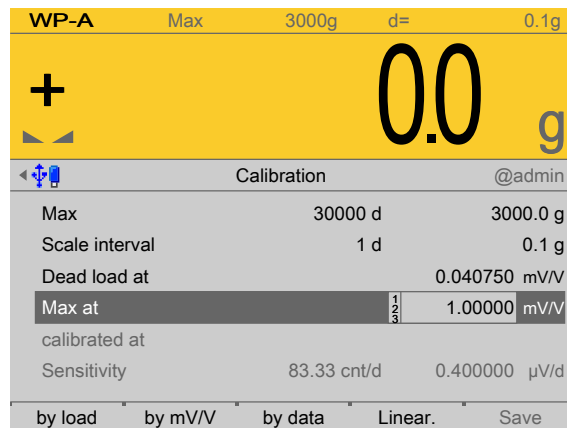 WP-A Max 3000g d= 0.1g
+ 0.0 g
Calibration @admin
Max 30000 d 3000.0 g
Scale interval 1 d 0.1 g
Dead load at 0.040750 mV/V
Max at 1 2 3 1.00000 mV/V
calibrated at
Sensitivity 83.33 cnt/d 0.400000 µV/d
by load by mV/V by data Linear. Save